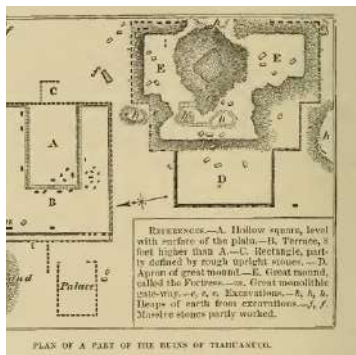 E
E
f
C
h
h
h
A
D
B
m
REFERENCES.—A. Hollow square, level
with surface of the plain.—B. Terrace, 8
feet higher than A.—C. Rectangle, part-
ly defined by rough upright stones.—D.
Apron of great mound.—E. Great mound,
called the Fortress.—m. Great monolithic
gate-way.—e, e, e. Excavations.—h, h, h.
Heaps of earth from excavations.—f, f.
Massive stones partly worked.
Palace
PLAN OF A PART OF THE RUINS OF TIAHUANUCO.